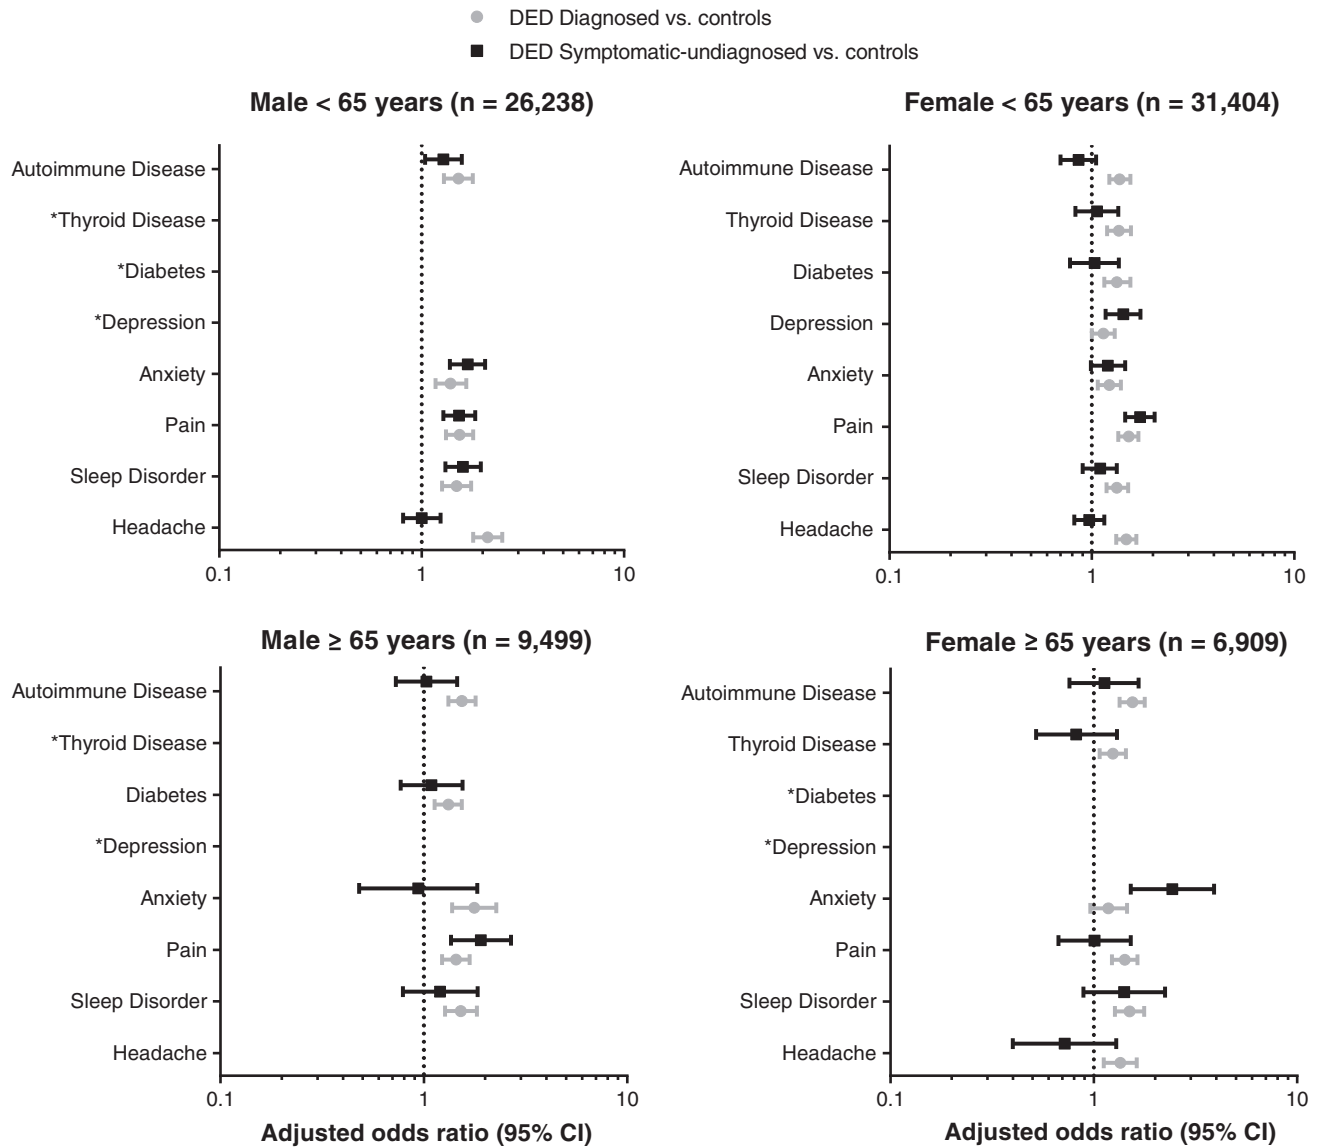 DED Diagnosed vs. controls
DED Symptomatic-undiagnosed vs. controls
Male < 65 years (n = 26,238)
Autoimmune Disease
*Thyroid Disease
*Diabetes
*Depression
Anxiety
Pain
Sleep Disorder
Headache
0.1 1 10
Female < 65 years (n = 31,404)
Autoimmune Disease
Thyroid Disease
Diabetes
Depression
Anxiety
Pain
Sleep Disorder
Headache
0.1 1 10
Male ≥ 65 years (n = 9,499)
Autoimmune Disease
*Thyroid Disease
Diabetes
*Depression
Anxiety
Pain
Sleep Disorder
Headache
0.1 1 10
Adjusted odds ratio (95% CI)
Female ≥ 65 years (n = 6,909)
Autoimmune Disease
Thyroid Disease
*Diabetes
*Depression
Anxiety
Pain
Sleep Disorder
Headache
0.1 1 10
Adjusted odds ratio (95% CI)